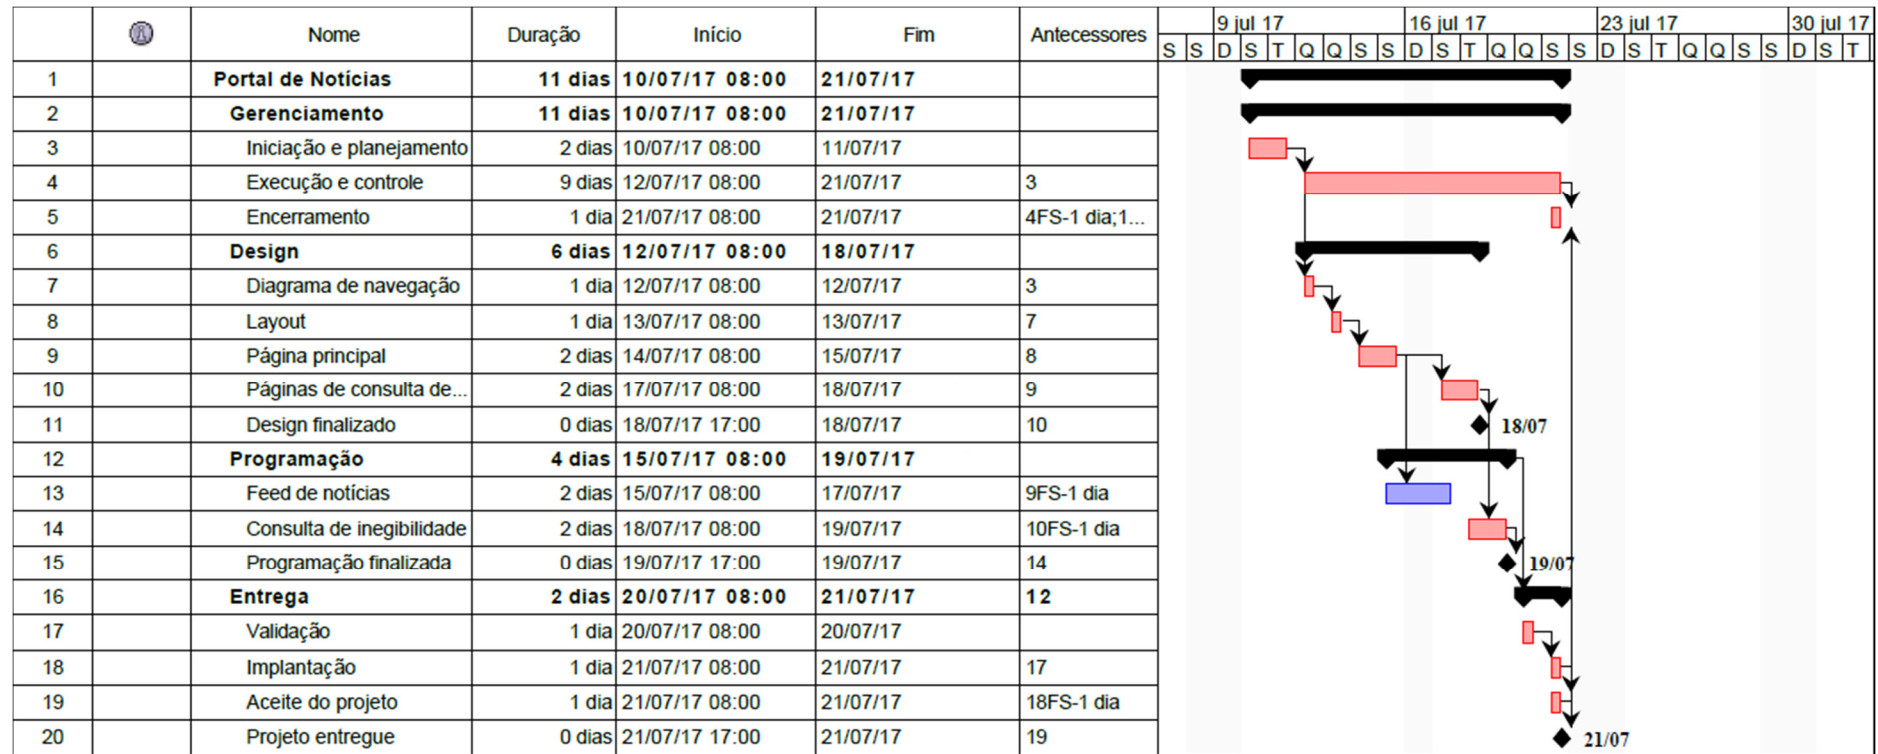 9 jul 17 16 jul 17 23 jul 17 30 jul 17
Nome Duração Início Fim Antecessores
S S D S T Q Q S S D S T Q Q S S D S T Q Q S S D S T
1 Portal de Notícias 11 dias 10/07/17 08:00 21/07/17
2 Gerenciamento 11 dias 10/07/17 08:00 21/07/17
3 Iniciação e planejamento 2 dias 10/07/17 08:00 11/07/17
4 Execução e controle 9 dias 12/07/17 08:00 21/07/17 3
5 Encerramento 1 dia 21/07/17 08:00 21/07/17 4FS-1 dia;1...
6 Design 6 dias 12/07/17 08:00 18/07/17
7 Diagrama de navegação 1 dia 12/07/17 08:00 12/07/17 3
8 Layout 1 dia 13/07/17 08:00 13/07/17 7
9 Página principal 2 dias 14/07/17 08:00 15/07/17 8
10 Páginas de consulta de... 2 dias 17/07/17 08:00 18/07/17 9
11 Design finalizado 0 dias 18/07/17 17:00 18/07/17 10 18/07
12 Programação 4 dias 15/07/17 08:00 19/07/17
13 Feed de notícias 2 dias 15/07/17 08:00 17/07/17 9FS-1 dia
14 Consulta de inegibilidade 2 dias 18/07/17 08:00 19/07/17 10FS-1 dia
15 Programação finalizada 0 dias 19/07/17 17:00 19/07/17 14 19/07
16 Entrega 2 dias 20/07/17 08:00 21/07/17 12
17 Validação 1 dia 20/07/17 08:00 20/07/17
18 Implantação 1 dia 21/07/17 08:00 21/07/17 17
19 Aceite do projeto 1 dia 21/07/17 08:00 21/07/17 18FS-1 dia
20 Projeto entregue 0 dias 21/07/17 17:00 21/07/17 19 21/07